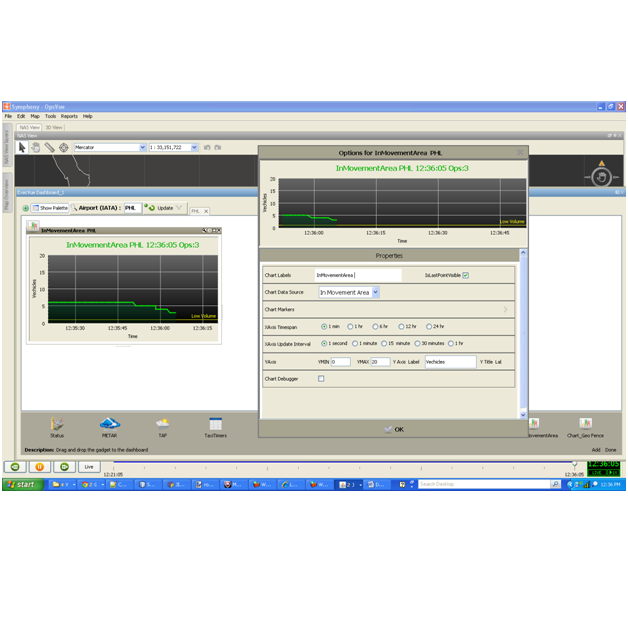 Symphony - OpsVue
File Edit Map Tools Reports Help
NAS View 3D View
NAS View
Mercator 1 : 33,151,722
Options for InMovementArea PHL
InMovementArea PHL 12:36:05 Ops:3
20
15
10
5
0
Vechicles
Low Volume
12:36:00 12:36:15 12:36:30 12:36:45
Time
Properties
Chart Labels InMovementArea IsLastPointVisible
Chart Data Source In Movement Area
Chart Markers
XAxis Timespan 1 min 1 hr 6 hr 12 hr 24 hr
XAxis Update Interval 1 second 1 minute 15 minute 30 minutes 1 hr
YAxis YMIN 0 YMAX 20 Y Axis Label Vechicles Y Title Lat
Chart Debugger
OK
Show Palette Airport (IATA) : PHL Update PHL
InMovementArea PHL
InMovementArea PHL 12:36:05 Ops:3
20
15
10
5
0
Vechicles
Low Volume
12:35:30 12:35:45 12:36:00 12:36:15
Time
Status METAR TAF TaxiTimers Chart_Geo Fence
Description: Drag and drop the gadget to the dashboard
Add Done
Live
12:21:05
12:36:05
12:36:05
start
Search Desktop
12:36 PM